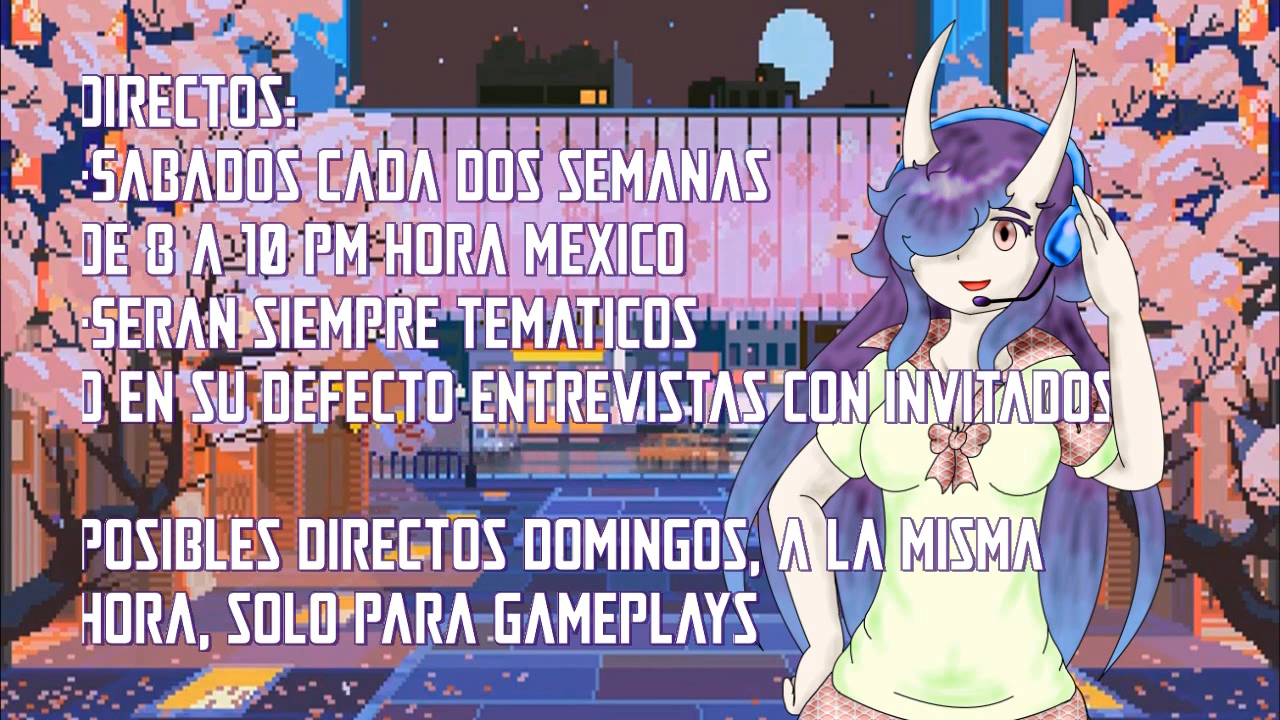 DIRECTOS:
·SABADOS CADA DOS SEMANAS
DE 8 A 10 PM HORA MEXICO
·SERAN SIEMPRE TEMATICOS
O EN SU DEFECTO ENTREVISTAS CON INVITADOS
POSIBLES DIRECTOS DOMINGOS, A LA MISMA
HORA, SOLO PARA GAMEPLAYS